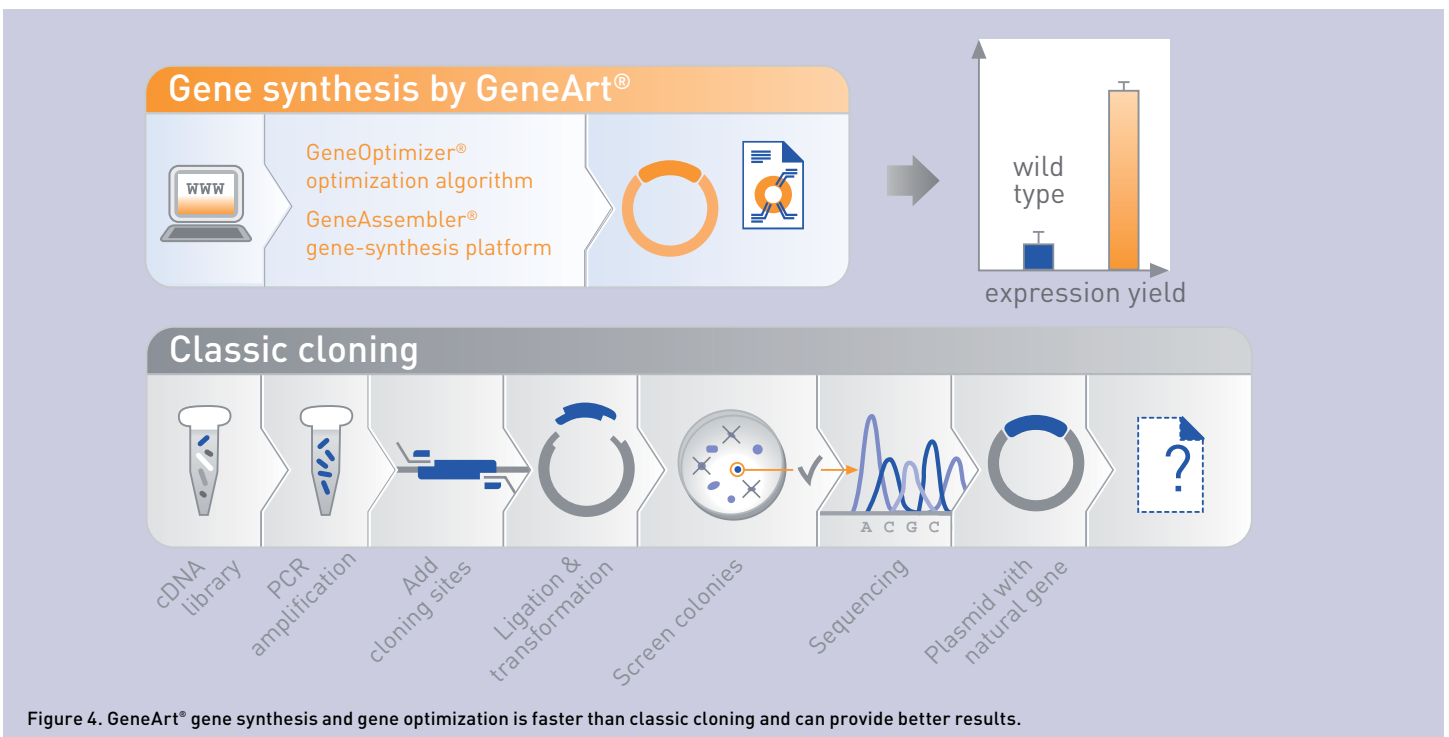 Gene synthesis by GeneArt®
www
GeneOptimizer®
optimization algorithm
GeneAssembler®
gene-synthesis platform
wild
type
expression yield
Classic cloning
A C G C
?
cDNA
library
PCR
amplification
Add
cloning sites
Ligation &
transformation
Screen colonies
Sequencing
Plasmid with
natural gene
Figure 4. GeneArt® gene synthesis and gene optimization is faster than classic cloning and can provide better results.